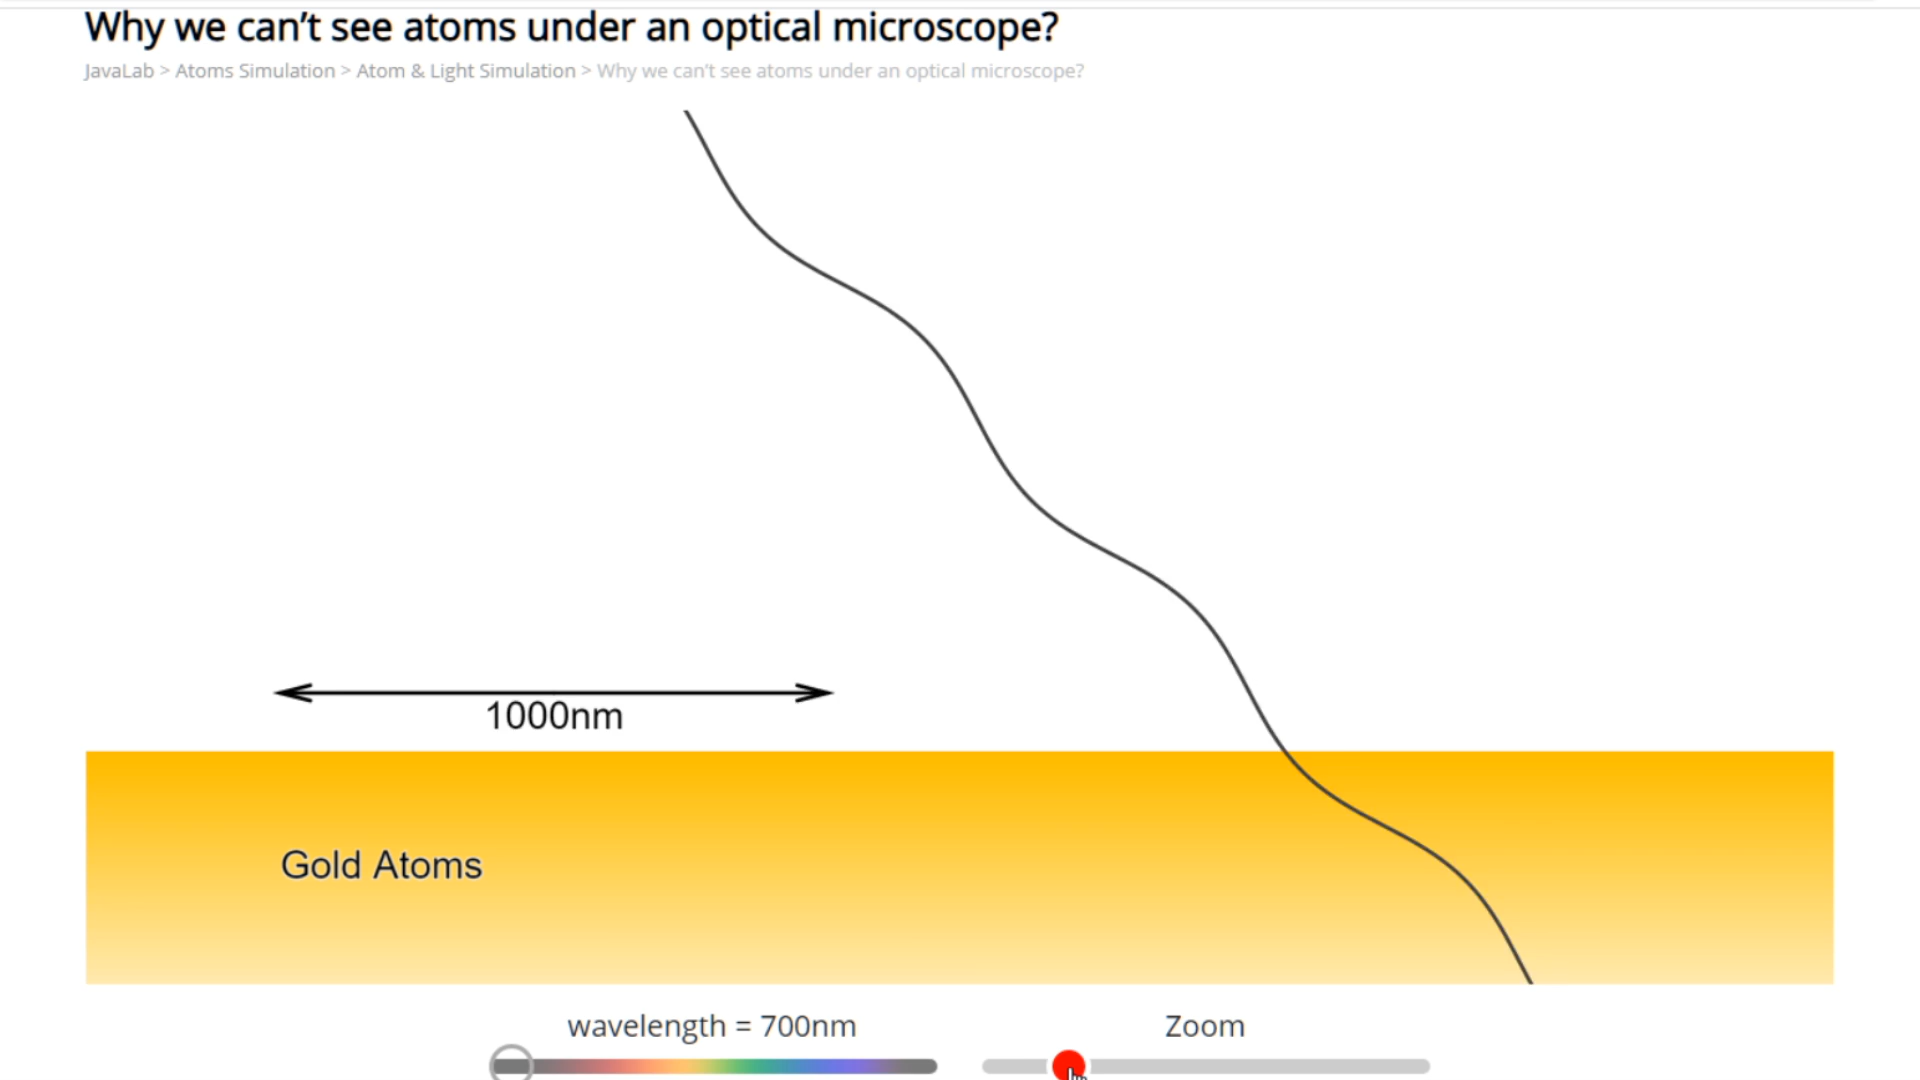 Why we can’t see atoms under an optical microscope?
JavaLab > Atoms Simulation > Atom & Light Simulation > Why we can’t see atoms under an optical microscope?
1000nm
Gold Atoms
wavelength = 700nm
Zoom